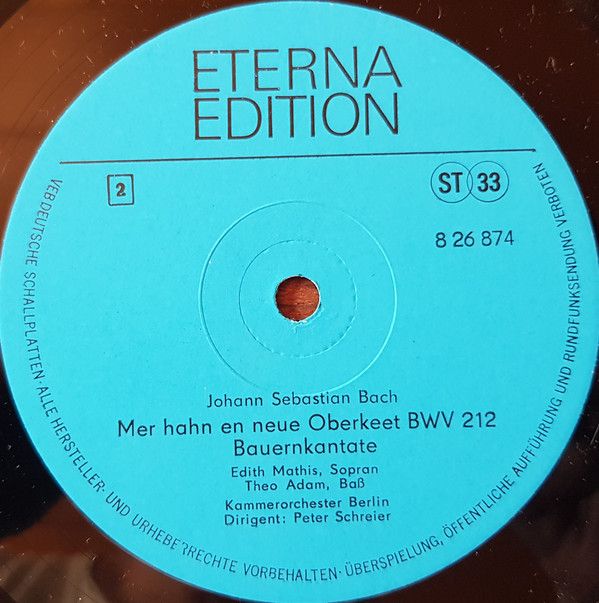 ETERNA
EDITION
2
ST 33
8 26 874
Johann Sebastian Bach
Mer hahn en neue Oberkeet BWV 212
Bauernkantate
Edith Mathis, Sopran
Theo Adam, Baß
Kammerorchester Berlin
Dirigent: Peter Schreier
VEB DEUTSCHE SCHALLPLATTEN · ALLE HERSTELLER- UND URHEBERRECHTE VORBEHALTEN · ÜBERSPIELUNG, ÖFFENTLICHE AUFFÜHRUNG UND RUNDFUNKSENDUNG VERBOTEN